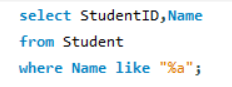 select StudentID,Name
from Student
where Name like "%a";